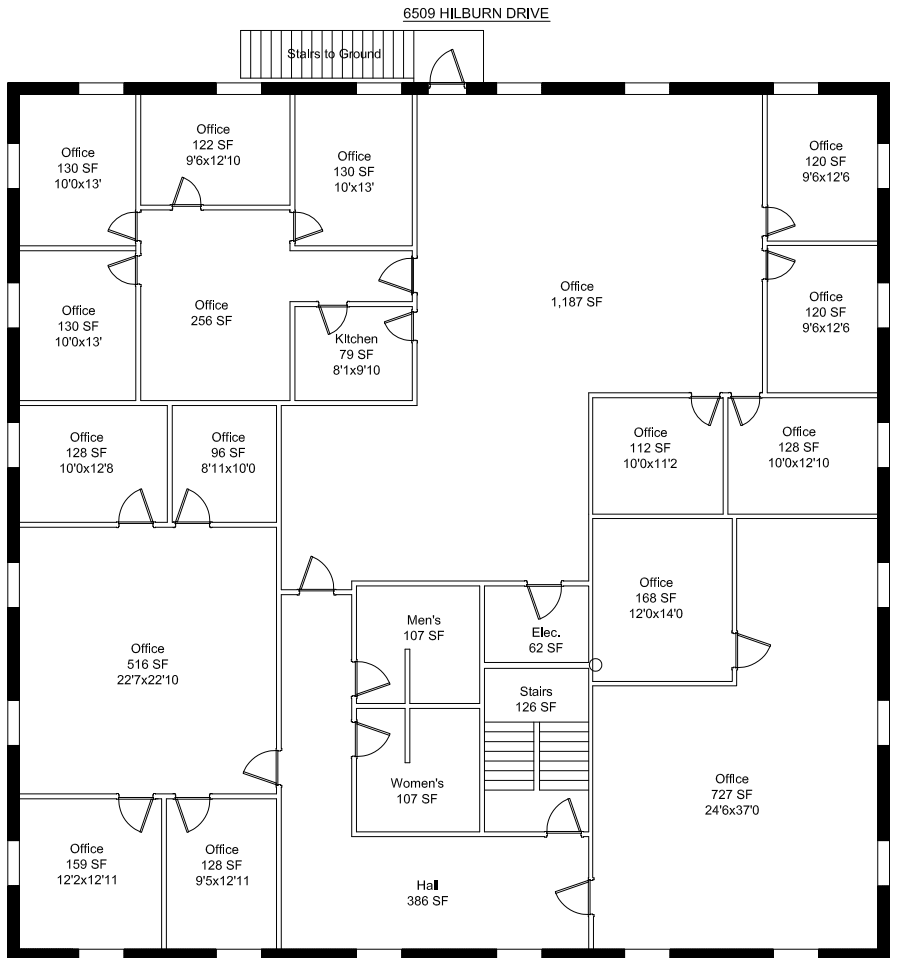 6509 HILBURN DRIVE
Stairs to Ground
Office
130 SF
10'0x13'
Office
122 SF
9'6x12'10
Office
130 SF
10'x13'
Office
120 SF
9'6x12'6
Office
130 SF
10'0x13'
Office
256 SF
Office
1,187 SF
Office
120 SF
9'6x12'6
Kitchen
79 SF
8'1x9'10
Office
128 SF
10'0x12'8
Office
96 SF
8'11x10'0
Office
112 SF
10'0x11'2
Office
128 SF
10'0x12'10
Office
168 SF
12'0x14'0
Men's
107 SF
Elec.
62 SF
Office
516 SF
22'7x22'10
Stairs
126 SF
Women's
107 SF
Office
727 SF
24'6x37'0
Office
159 SF
12'2x12'11
Office
128 SF
9'5x12'11
Hall
386 SF